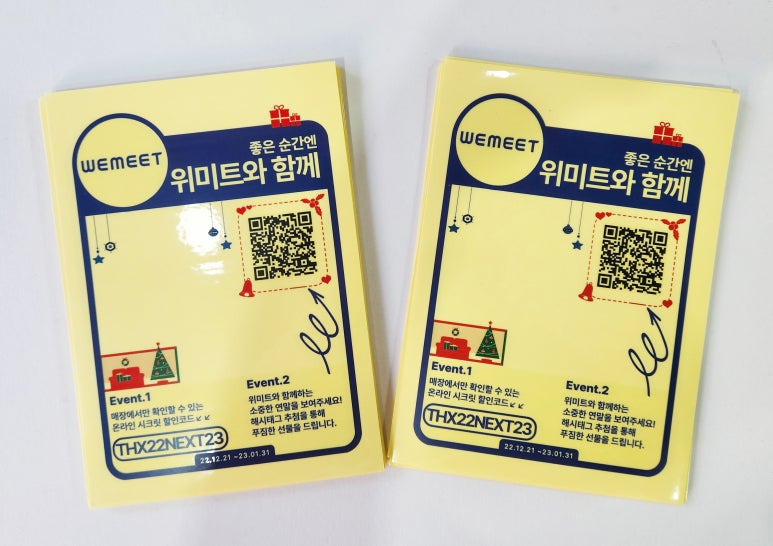 WEMEET
좋은 순간엔
위미트와 함께
Event.1
매장에서만 확인할 수 있는
온라인 시크릿 할인코드↙↙
THX22NEXT23
Event.2
위미트와 함께하는
소중한 연말을 보여주세요!
해시태그 추첨을 통해
푸짐한 선물을 드립니다.
22.12.21 ~23.01.31
WEMEET
좋은 순간엔
위미트와 함께
Event.1
매장에서만 확인할 수 있는
온라인 시크릿 할인코드↙↙
THX22NEXT23
Event.2
위미트와 함께하는
소중한 연말을 보여주세요!
해시태그 추첨을 통해
푸짐한 선물을 드립니다.
22.12.21 ~23.01.31